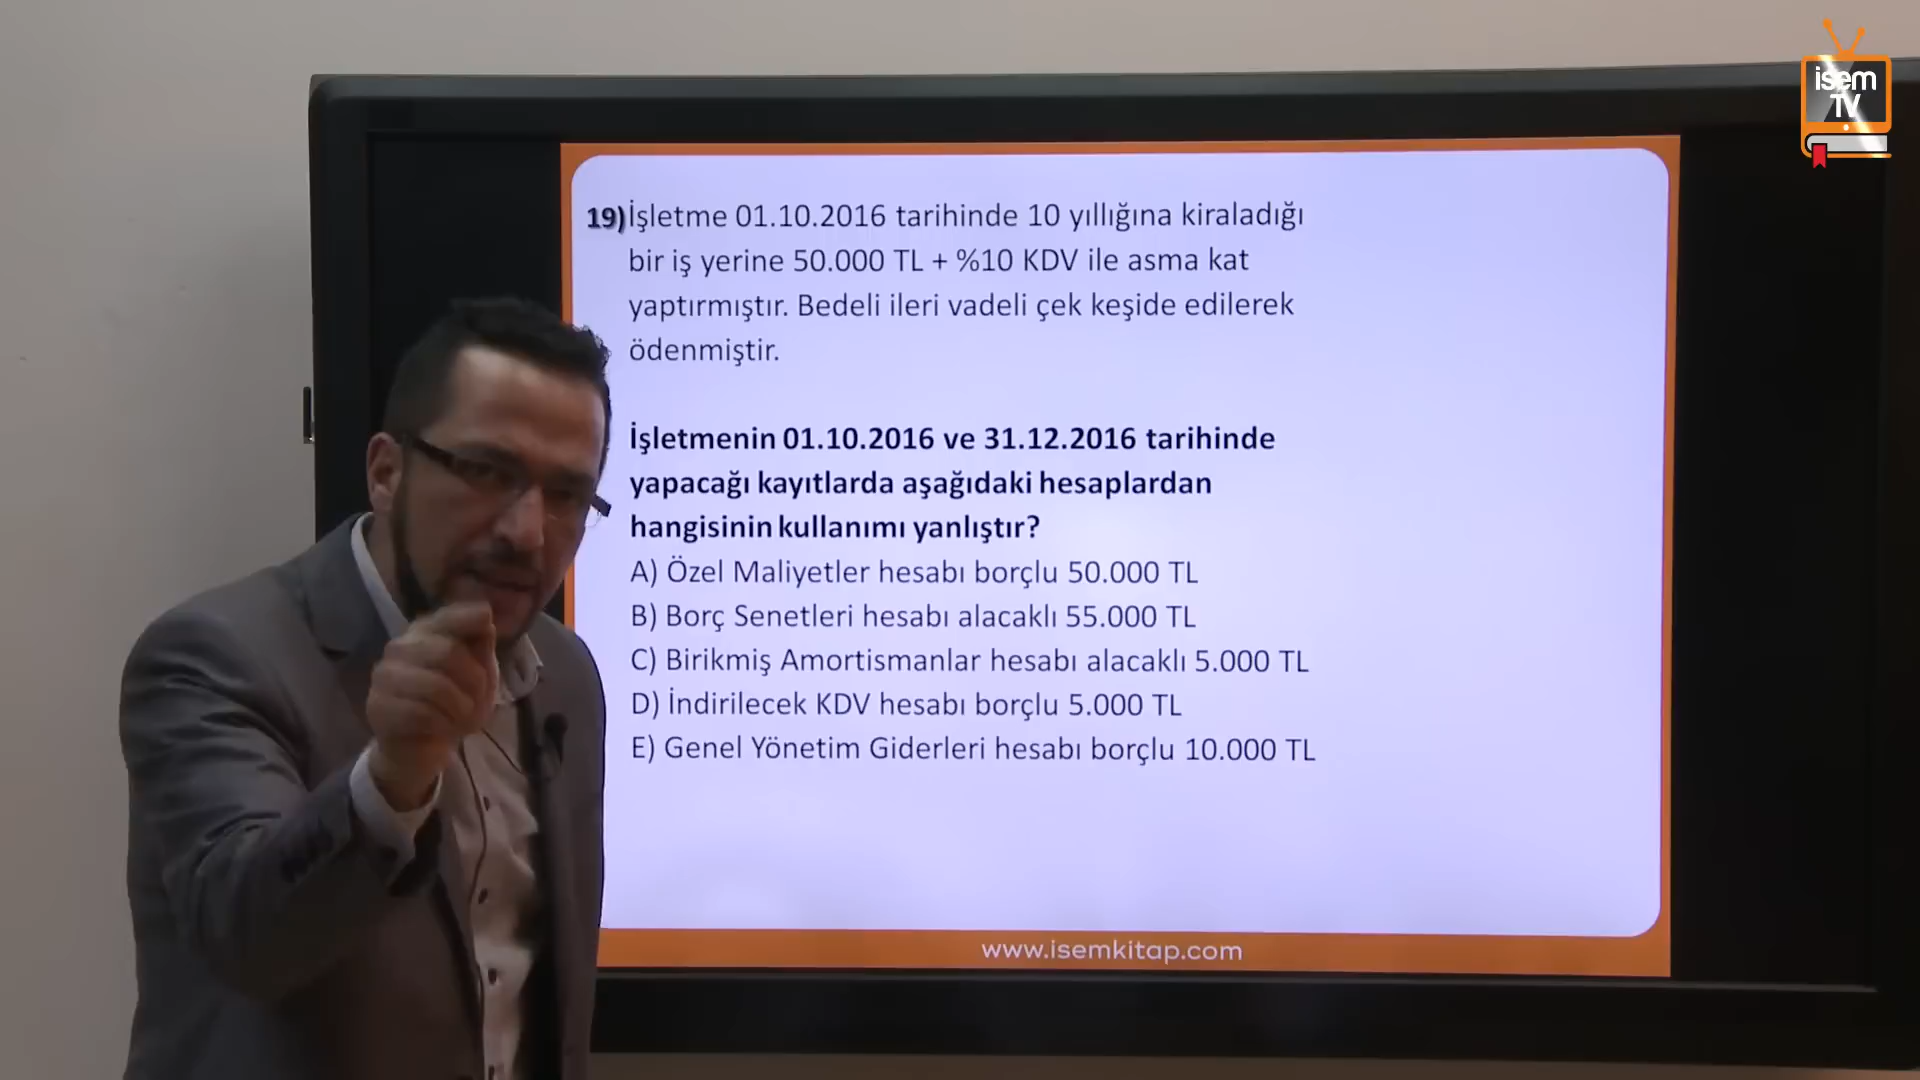 isem
TV
19) İşletme 01.10.2016 tarihinde 10 yıllığına kiraladığı
bir iş yerine 50.000 TL + %10 KDV ile asma kat
yaptırmıştır. Bedeli ileri vadeli çek keşide edilerek
ödenmiştir.
İşletmenin 01.10.2016 ve 31.12.2016 tarihinde
yapacağı kayıtlarda aşağıdaki hesaplardan
hangisinin kullanımı yanlıştır?
A) Özel Maliyetler hesabı borçlu 50.000 TL
B) Borç Senetleri hesabı alacaklı 55.000 TL
C) Birikmiş Amortismanlar hesabı alacaklı 5.000 TL
D) İndirilecek KDV hesabı borçlu 5.000 TL
E) Genel Yönetim Giderleri hesabı borçlu 10.000 TL
www.isemkitap.com